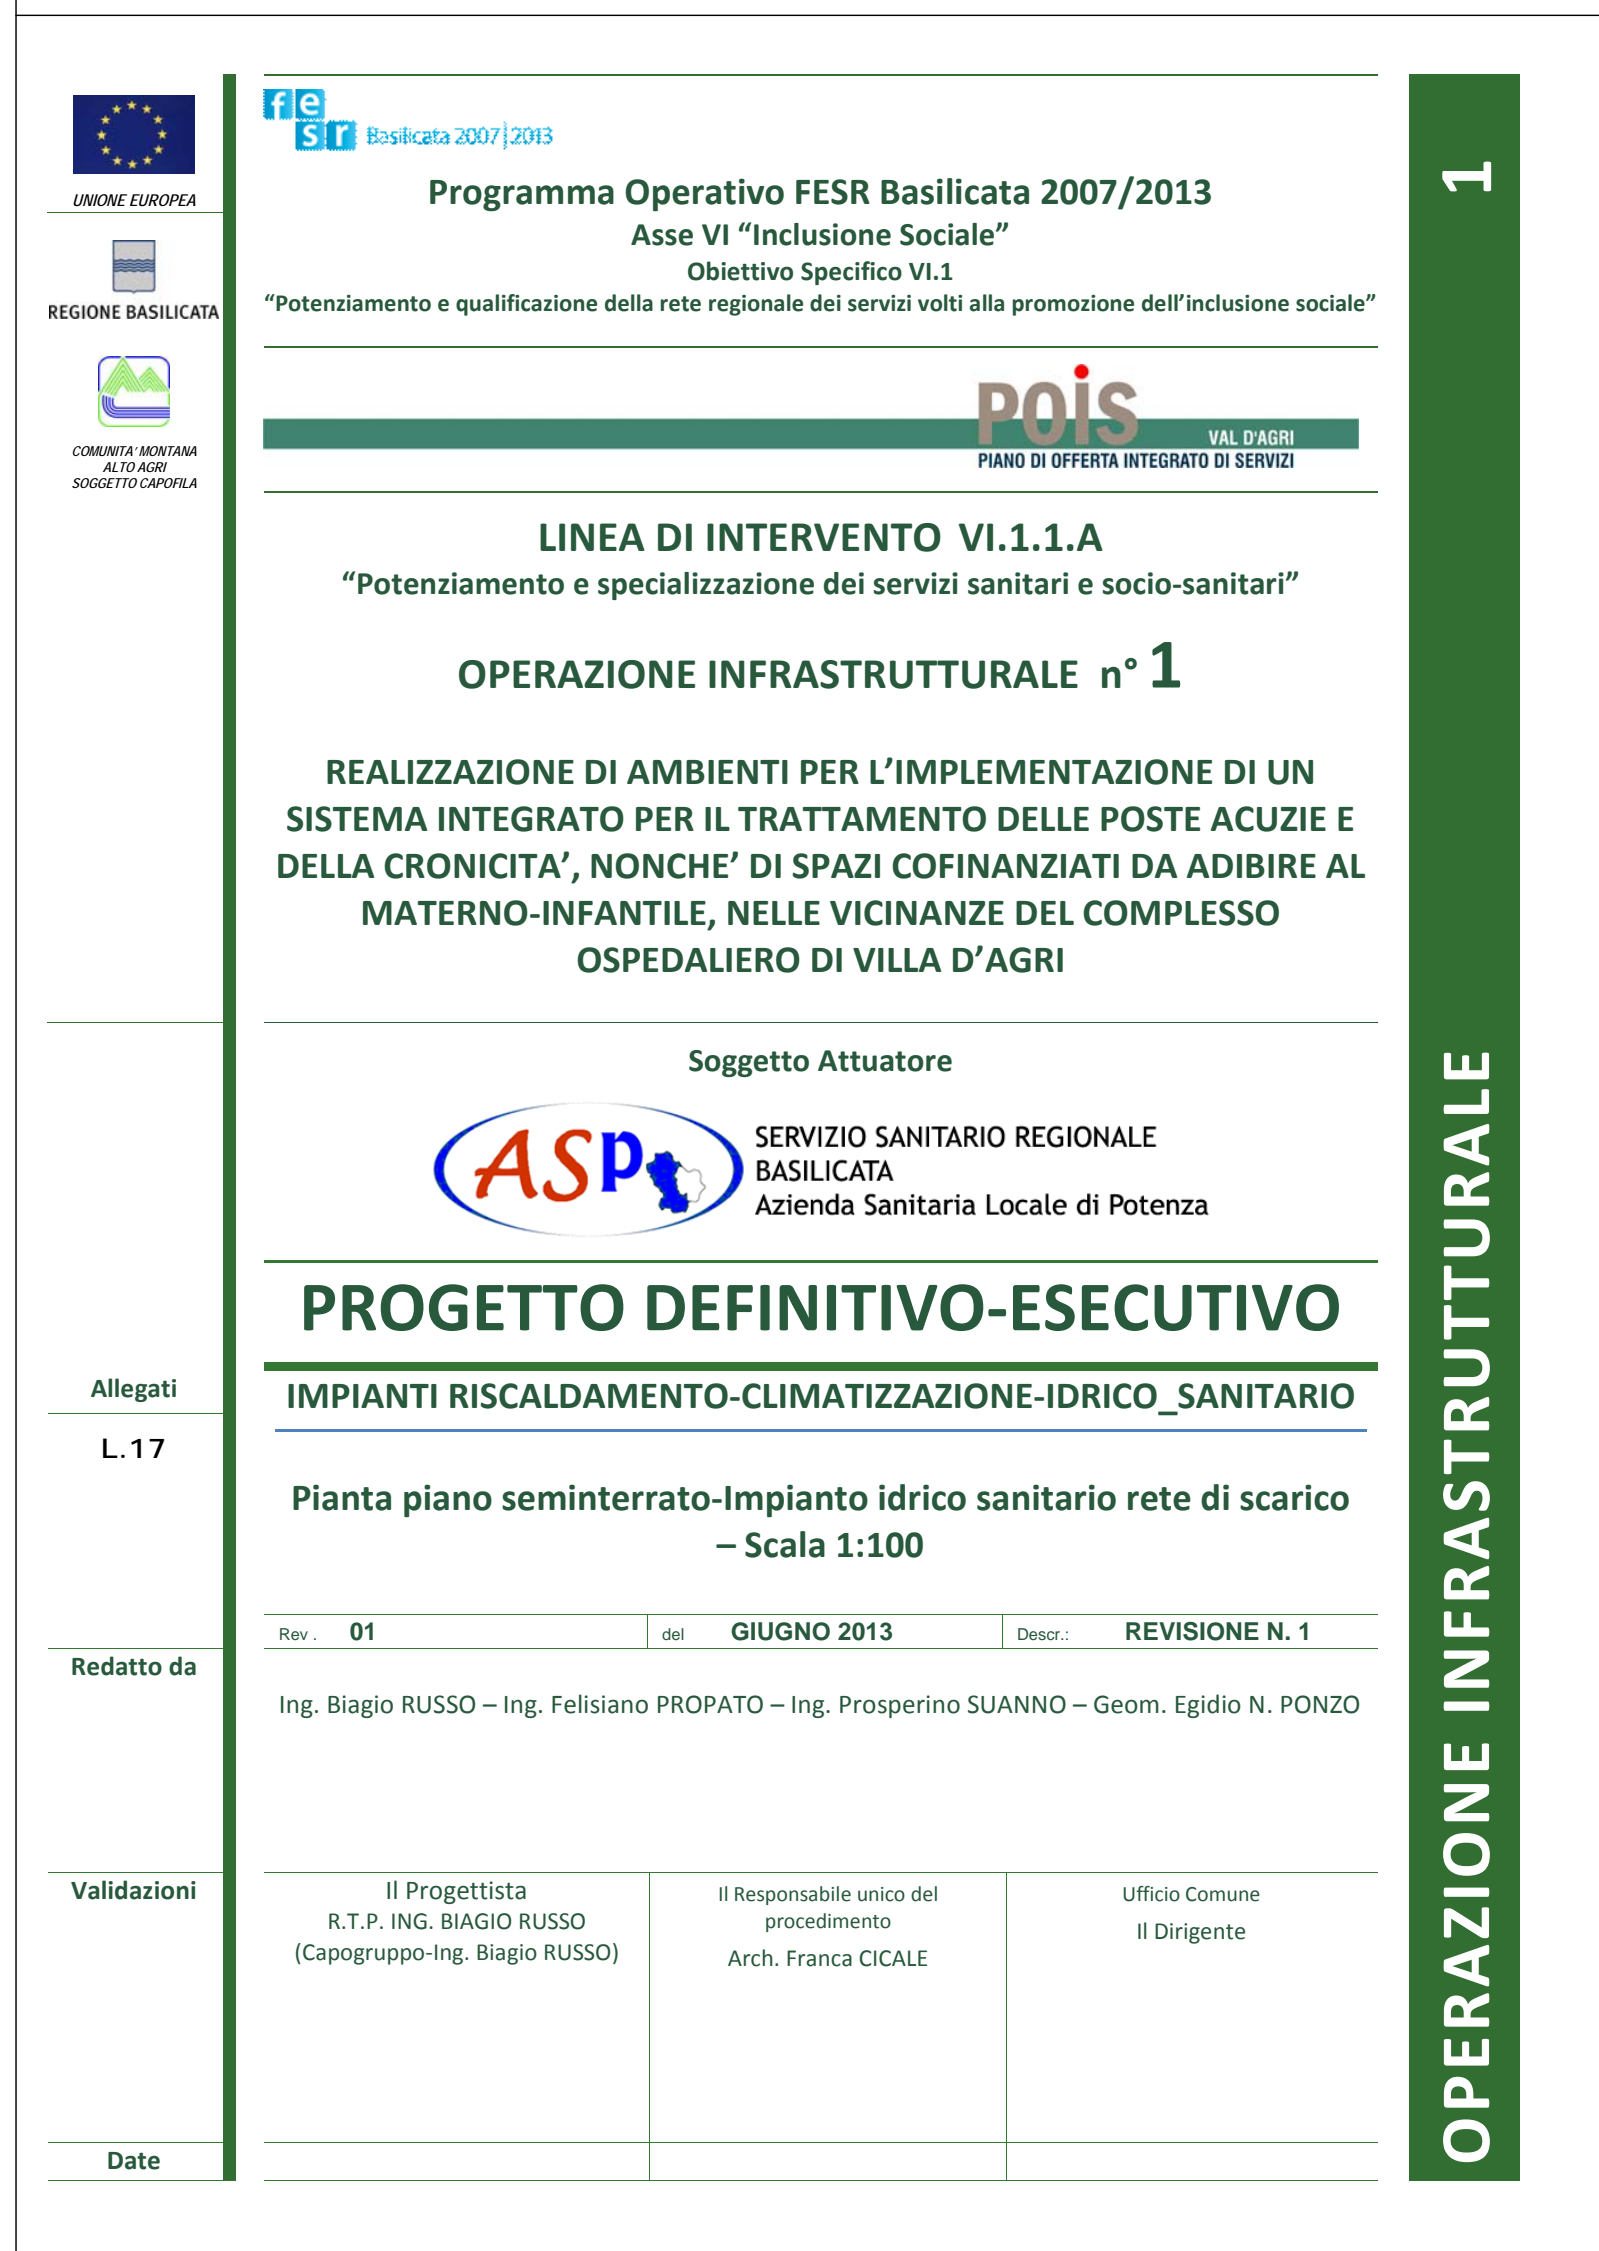 UNIONE EUROPEA
REGIONE BASILICATA
COMUNITA' MONTANA
ALTO AGRI
SOGGETTO CAPOFILA
fe
sr Basilicata 2007|2013
Programma Operativo FESR Basilicata 2007/2013
Asse VI “Inclusione Sociale”
Obiettivo Specifico VI.1
“Potenziamento e qualificazione della rete regionale dei servizi volti alla promozione dell’inclusione sociale”
POiS
VAL D'AGRI
PIANO DI OFFERTA INTEGRATO DI SERVIZI
LINEA DI INTERVENTO VI.1.1.A
“Potenziamento e specializzazione dei servizi sanitari e socio-sanitari”
OPERAZIONE INFRASTRUTTURALE n° 1
REALIZZAZIONE DI AMBIENTI PER L’IMPLEMENTAZIONE DI UN
SISTEMA INTEGRATO PER IL TRATTAMENTO DELLE POSTE ACUZIE E
DELLA CRONICITA’, NONCHE’ DI SPAZI COFINANZIATI DA ADIBIRE AL
MATERNO-INFANTILE, NELLE VICINANZE DEL COMPLESSO
OSPEDALIERO DI VILLA D’AGRI
Soggetto Attuatore
ASP
SERVIZIO SANITARIO REGIONALE
BASILICATA
Azienda Sanitaria Locale di Potenza
PROGETTO DEFINITIVO-ESECUTIVO
Allegati
IMPIANTI RISCALDAMENTO-CLIMATIZZAZIONE-IDRICO_SANITARIO
L.17
Pianta piano seminterrato-Impianto idrico sanitario rete di scarico
– Scala 1:100
Rev . 01 del GIUGNO 2013 Descr.: REVISIONE N. 1
Redatto da
Ing. Biagio RUSSO – Ing. Felisiano PROPATO – Ing. Prosperino SUANNO – Geom. Egidio N. PONZO
Validazioni
Il Progettista
R.T.P. ING. BIAGIO RUSSO
(Capogruppo-Ing. Biagio RUSSO)
Il Responsabile unico del
procedimento
Arch. Franca CICALE
Ufficio Comune
Il Dirigente
Date
OPERAZIONE INFRASTRUTTURALE 1